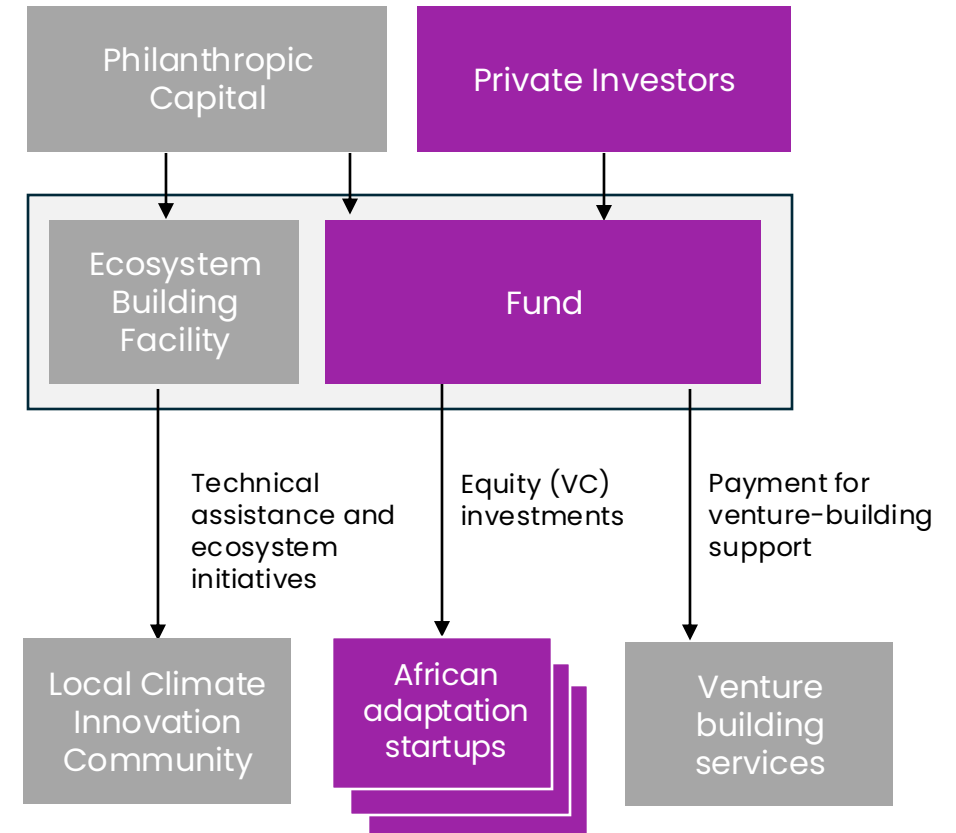 Philanthropic
Capital
Private Investors
Ecosystem
Building
Facility
Fund
Technical
assistance and
ecosystem
initiatives
Equity (VC)
investments
Payment for
venture-building
support
Local Climate
Innovation
Community
African
adaptation
startups
Venture
building
services